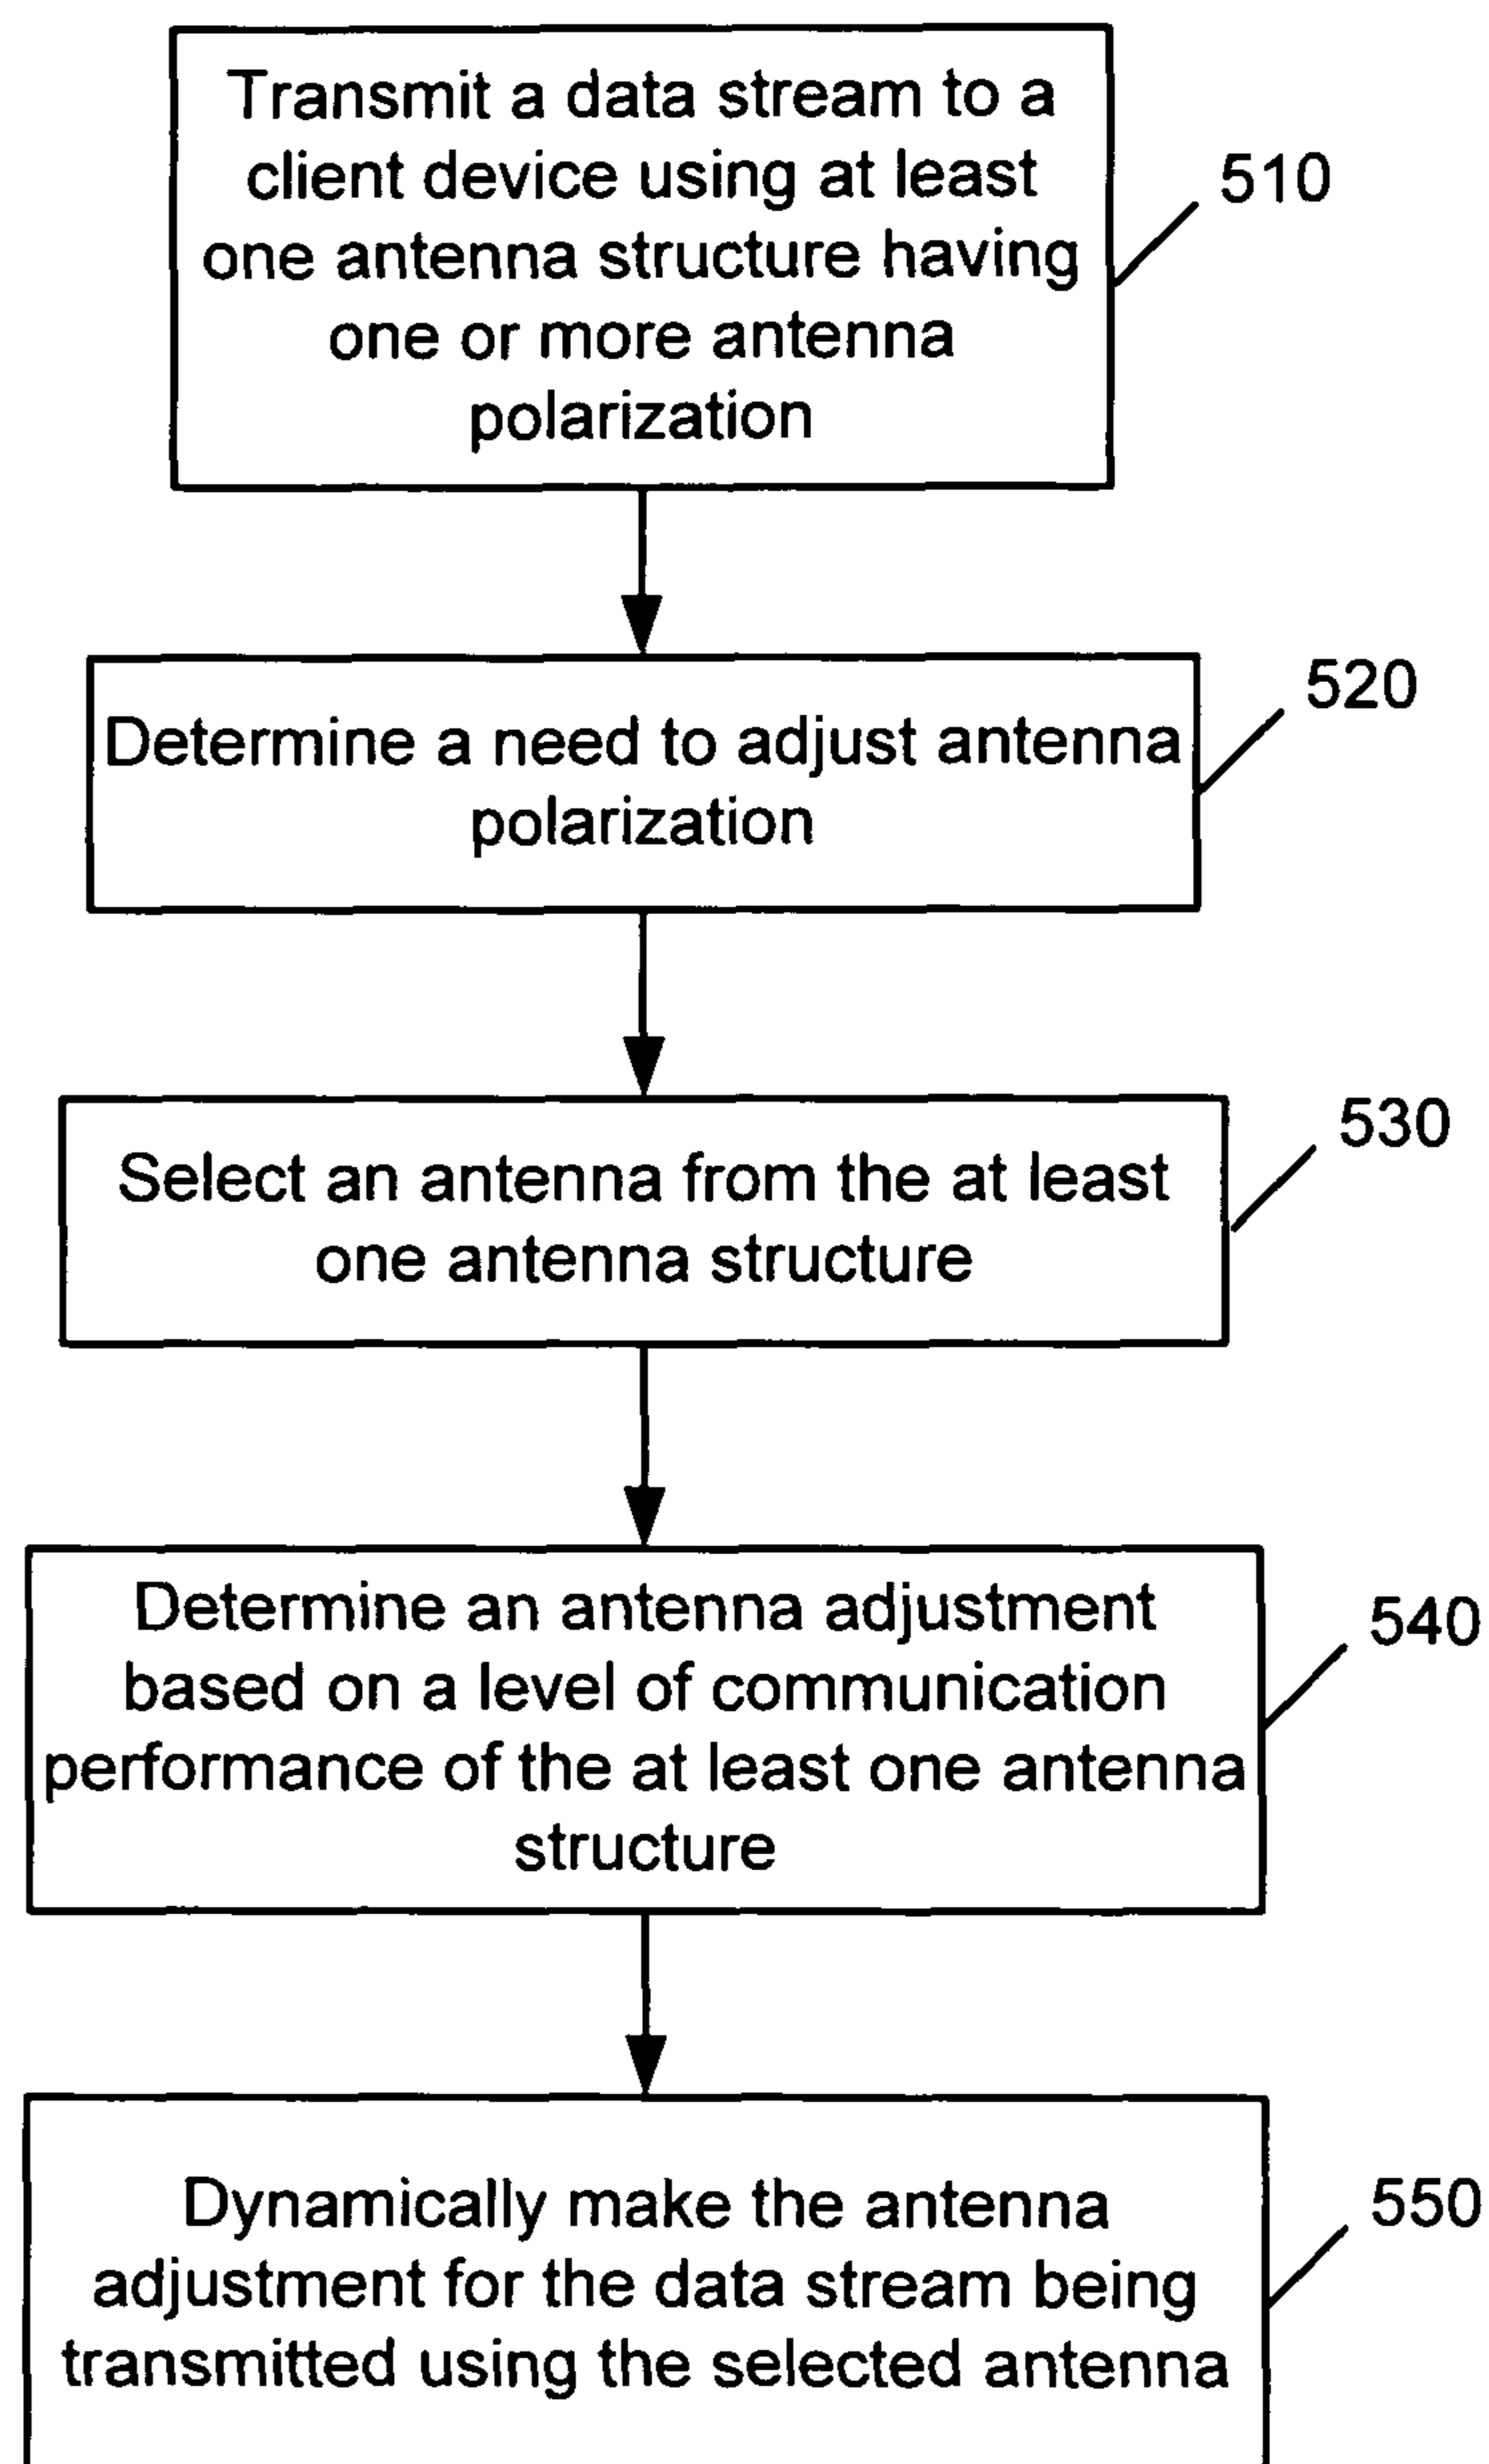 Transmit a data stream to a
client device using at least
one antenna structure having
one or more antenna
polarization
510
Determine a need to adjust antenna
polarization
520
Select an antenna from the at least
one antenna structure
530
Determine an antenna adjustment
based on a level of communication
performance of the at least one antenna
structure
540
Dynamically make the antenna
adjustment for the data stream being
transmitted using the selected antenna
550